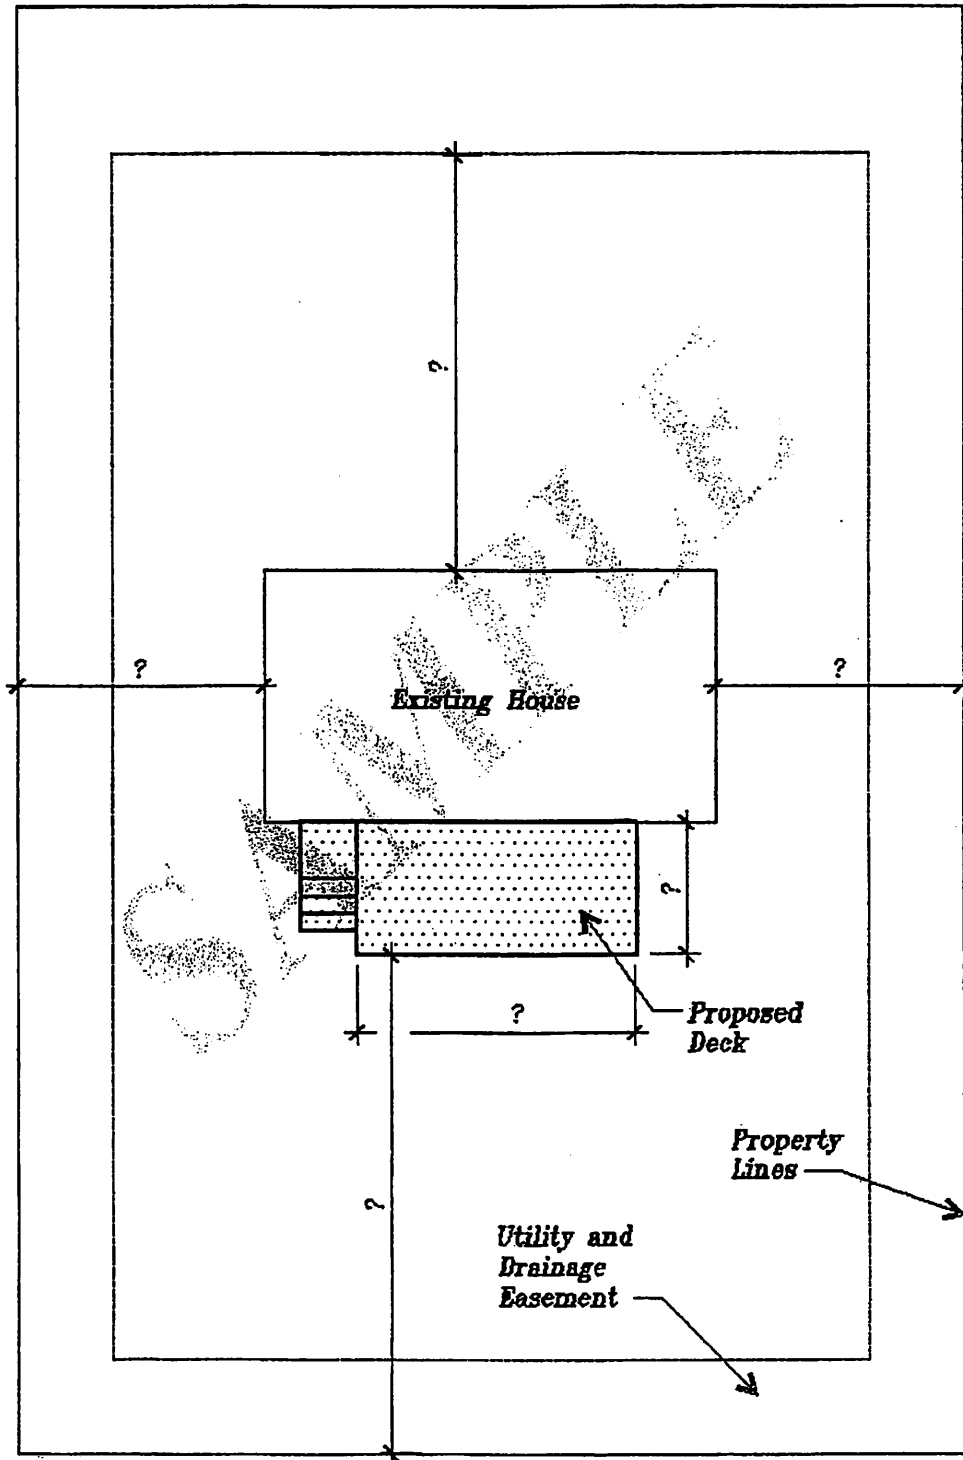 ?
SAMPLE
?
?
Existing House
?
?
Proposed
Deck
Property
Lines
?
Utility and
Drainage
Easement